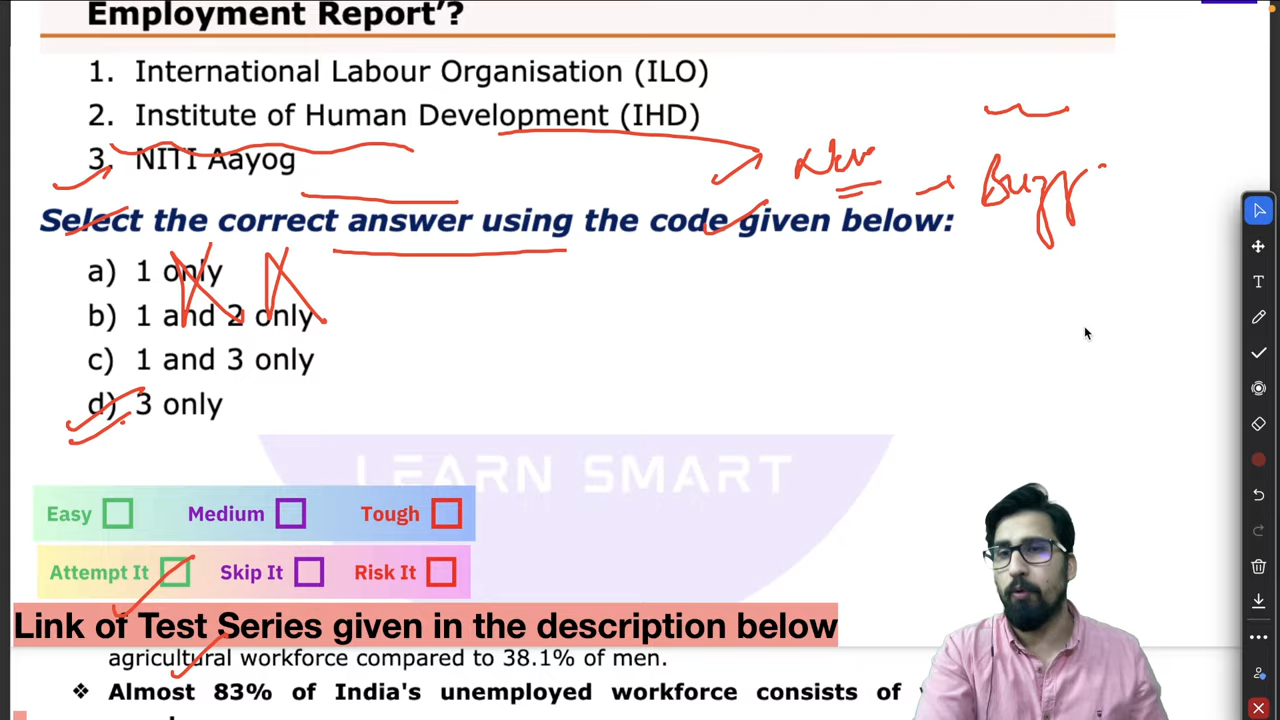 Employment Report’?
1. International Labour Organisation (ILO)
2. Institute of Human Development (IHD)
3. NITI Aayog
New
Select the correct answer using the code given below:
a) 1 only
b) 1 and 2 only
c) 1 and 3 only
d) 3 only
LEARN SMART
Easy Medium Tough
Attempt It Skip It Risk It
Link of Test Series given in the description below
agricultural workforce compared to 38.1% of men.
❖ Almost 83% of India's unemployed workforce consists of